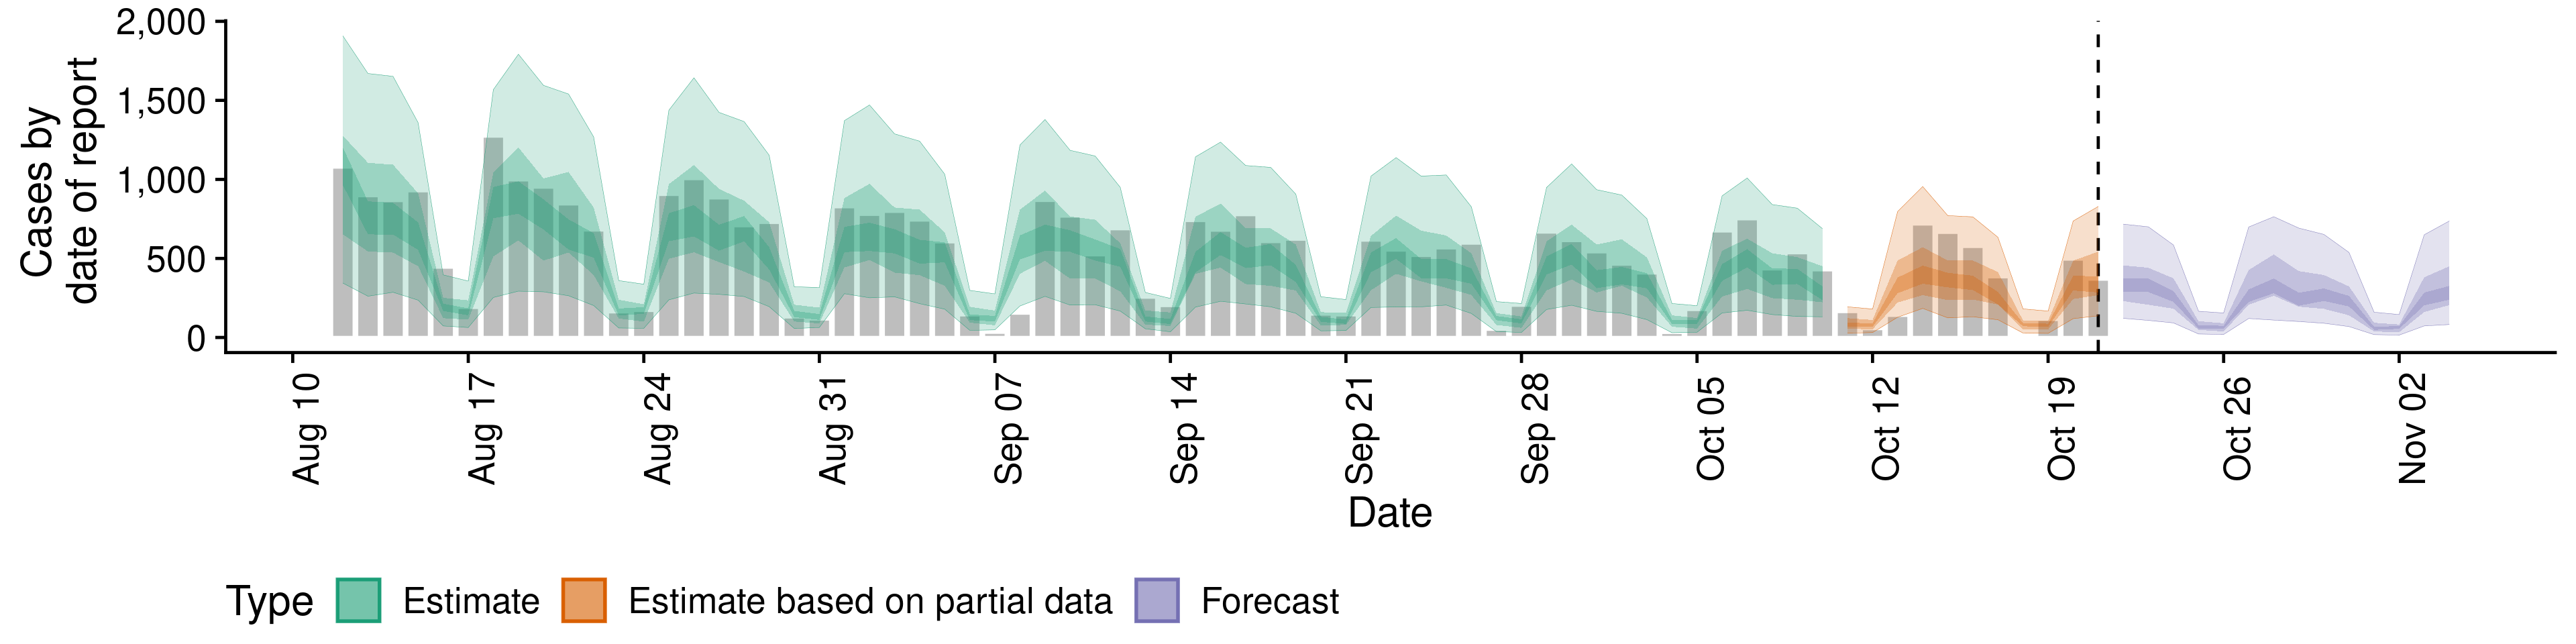 Cases by
date of report
2,000
1,500
1,000
500
0
Aug 10
Aug 17
Aug 24
Aug 31
Sep 07
Sep 14
Sep 21
Sep 28
Oct 05
Oct 12
Oct 19
Oct 26
Nov 02
Date
Type Estimate Estimate based on partial data Forecast